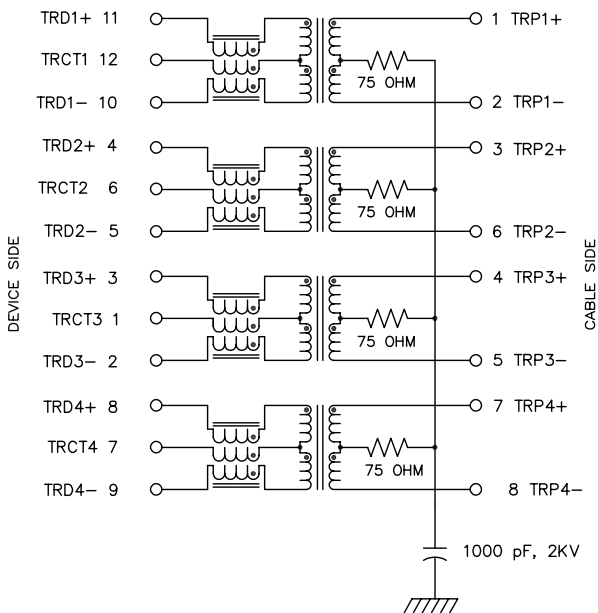 TRD1+ 11
1 TRP1+
TRCT1 12
75 OHM
TRD1– 10
2 TRP1–
TRD2+ 4
3 TRP2+
TRCT2 6
75 OHM
TRD2– 5
6 TRP2–
DEVICE SIDE
CABLE SIDE
TRD3+ 3
4 TRP3+
TRCT3 1
75 OHM
TRD3– 2
5 TRP3–
TRD4+ 8
7 TRP4+
TRCT4 7
75 OHM
TRD4– 9
8 TRP4–
1000 pF, 2KV